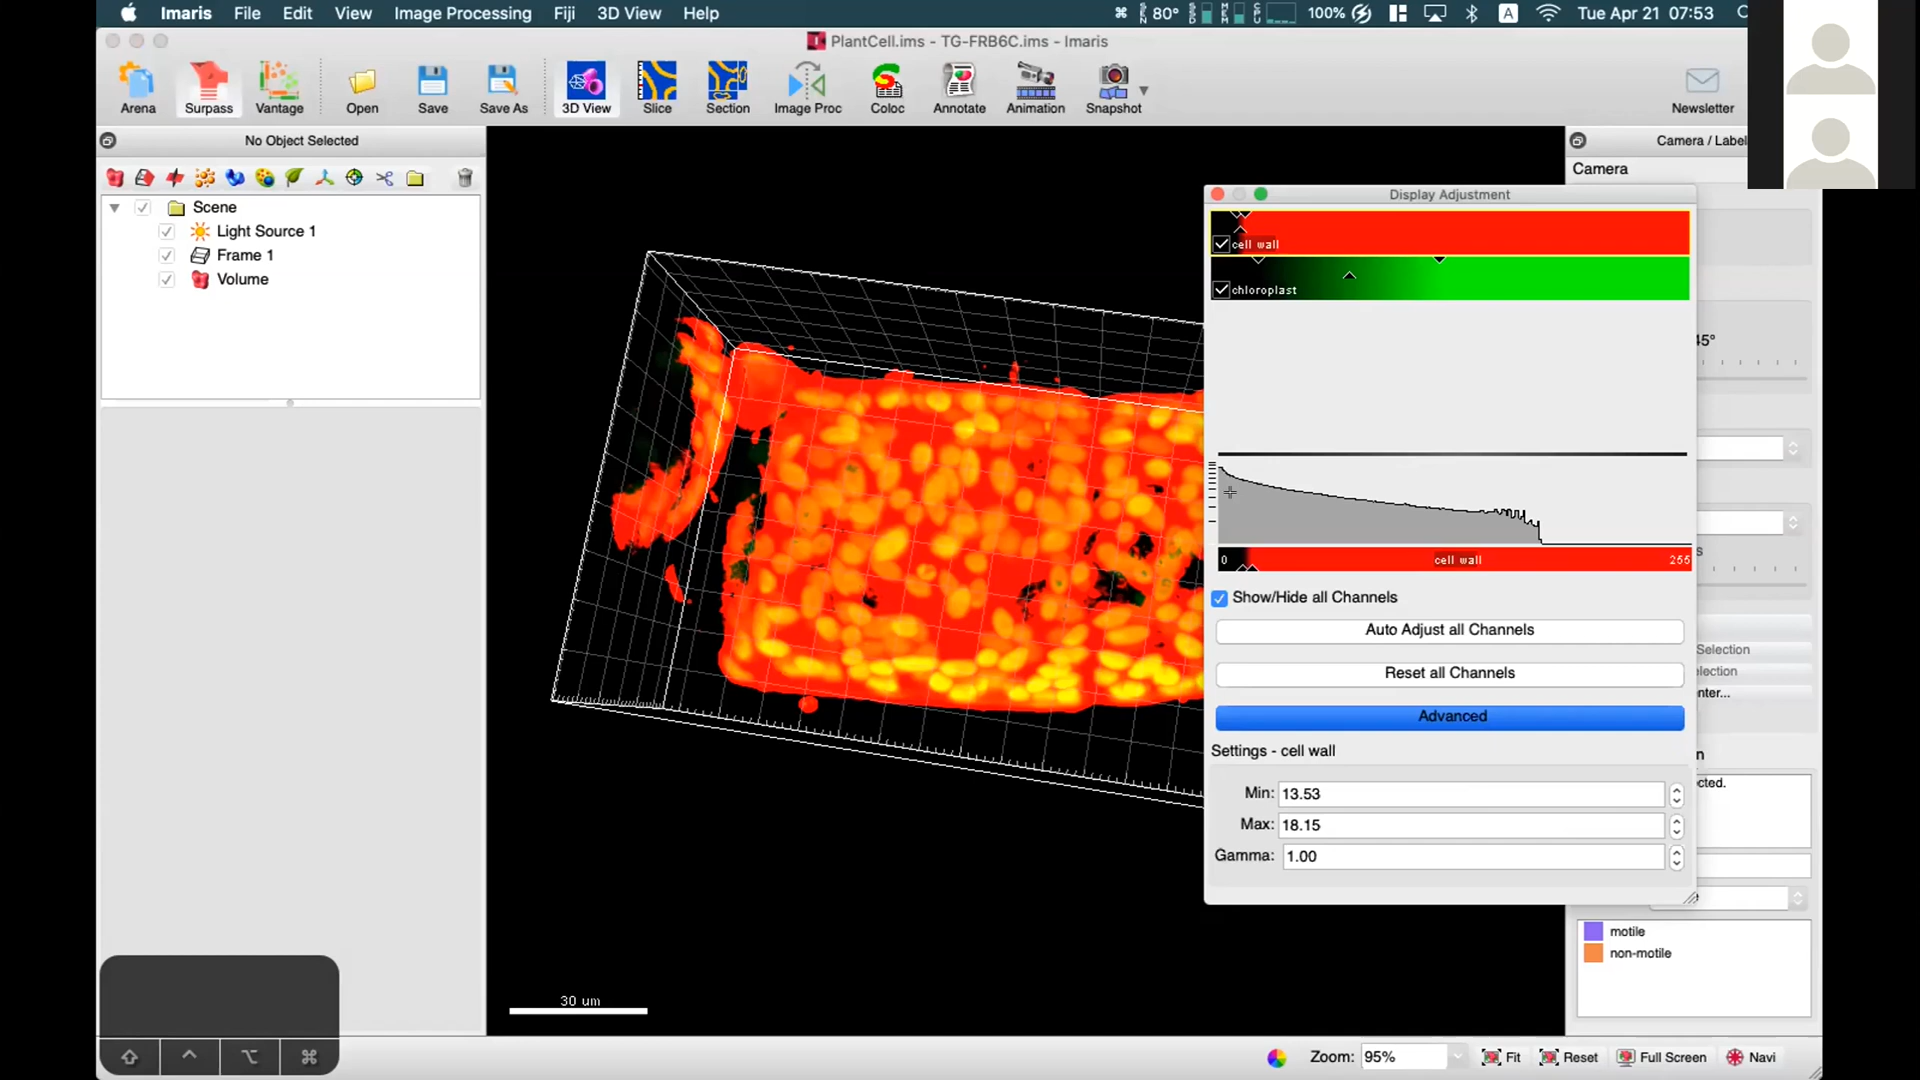 Imaris File Edit View Image Processing Fiji 3D View Help 80° 100% A Tue Apr 21 07:53
PlantCell.ims - TG-FRB6C.ims - Imaris
Arena Surpass Vantage Open Save Save As 3D View Slice Section Image Proc Coloc Annotate Animation Snapshot Newsletter
No Object Selected
Camera / Label
Camera
Scene
Light Source 1
Frame 1
Volume
Display Adjustment
cell wall
chloroplast
45°
0 cell wall 255
Show/Hide all Channels
Auto Adjust all Channels
Selection
Reset all Channels
Advanced
Settings - cell wall
Min: 13.53
Max: 18.15
Gamma: 1.00
motile
non-motile
30 um
Zoom: 95% Fit Reset Full Screen Navi